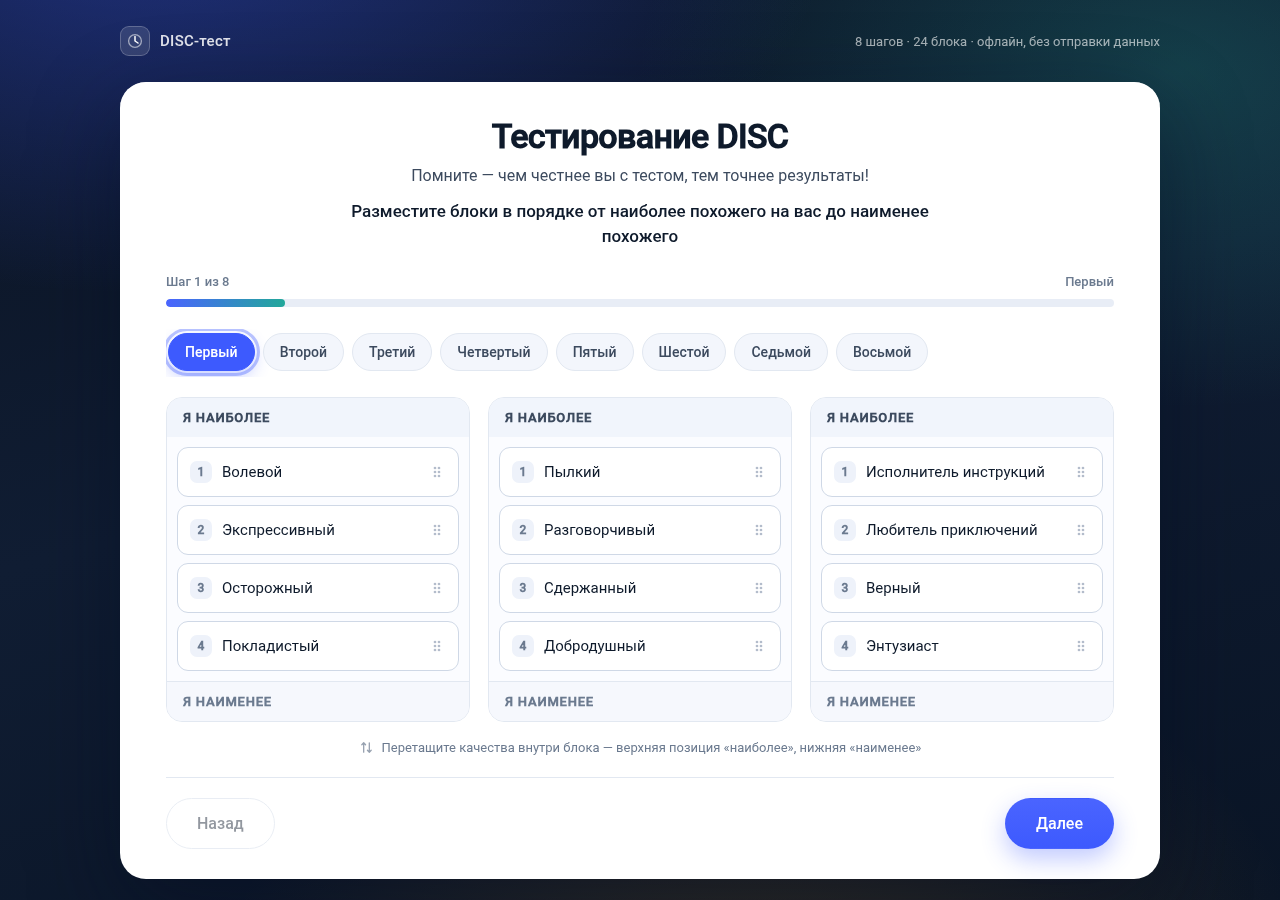 DISC-тест
8 шагов · 24 блока · офлайн, без отправки данных
Тестирование DISC
Помните — чем честнее вы с тестом, тем точнее результаты!
Разместите блоки в порядке от наиболее похожего на вас до наименее
похожего
Шаг 1 из 8
Первый
Первый
Второй
Третий
Четвертый
Пятый
Шестой
Седьмой
Восьмой
Я НАИБОЛЕЕ
1 Волевой
2 Экспрессивный
3 Осторожный
4 Покладистый
Я НАИМЕНЕЕ
Я НАИБОЛЕЕ
1 Пылкий
2 Разговорчивый
3 Сдержанный
4 Добродушный
Я НАИМЕНЕЕ
Я НАИБОЛЕЕ
1 Исполнитель инструкций
2 Любитель приключений
3 Верный
4 Энтузиаст
Я НАИМЕНЕЕ
Перетащите качества внутри блока — верхняя позиция «наиболее», нижняя «наименее»
Назад
Далее